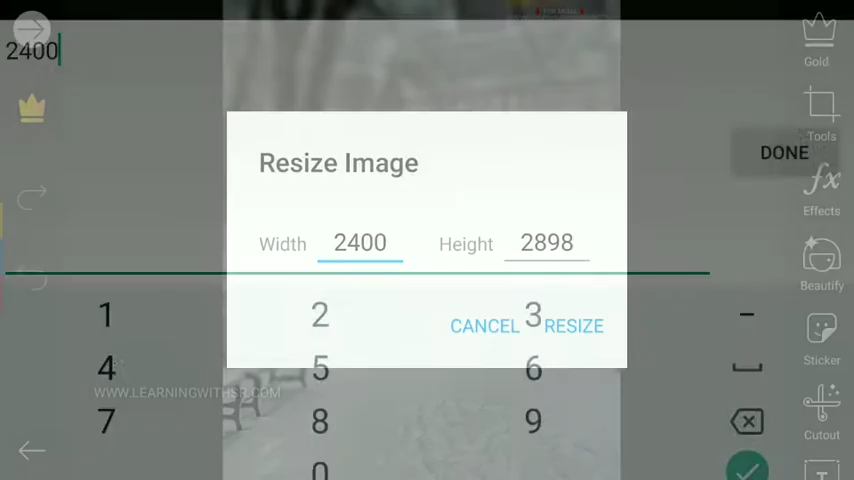 2400
Gold
Tools
DONE
Resize Image
Effects
Width 2400 Height 2898
Beautify
1 2 3 -
CANCEL RESIZE
Sticker
4 5 6
WWW.LEARNINGWITHSR.COM
7 8 9
Cutout
0